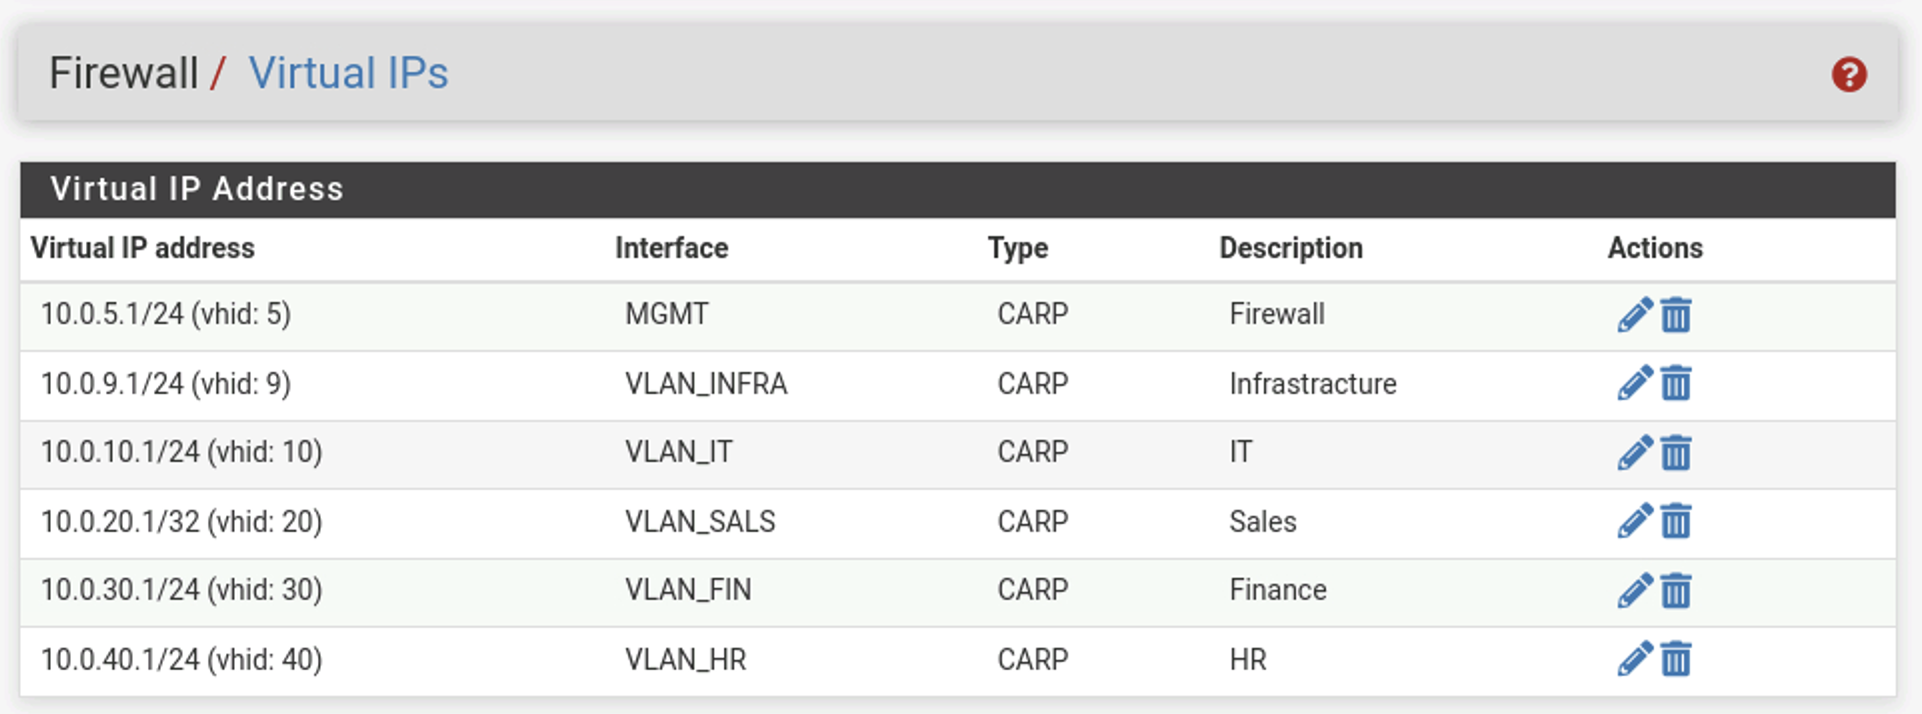 Firewall / Virtual IPs
Virtual IP Address
Virtual IP address Interface Type Description Actions
10.0.5.1/24 (vhid: 5) MGMT CARP Firewall
10.0.9.1/24 (vhid: 9) VLAN_INFRA CARP Infrastracture
10.0.10.1/24 (vhid: 10) VLAN_IT CARP IT
10.0.20.1/32 (vhid: 20) VLAN_SALS CARP Sales
10.0.30.1/24 (vhid: 30) VLAN_FIN CARP Finance
10.0.40.1/24 (vhid: 40) VLAN_HR CARP HR